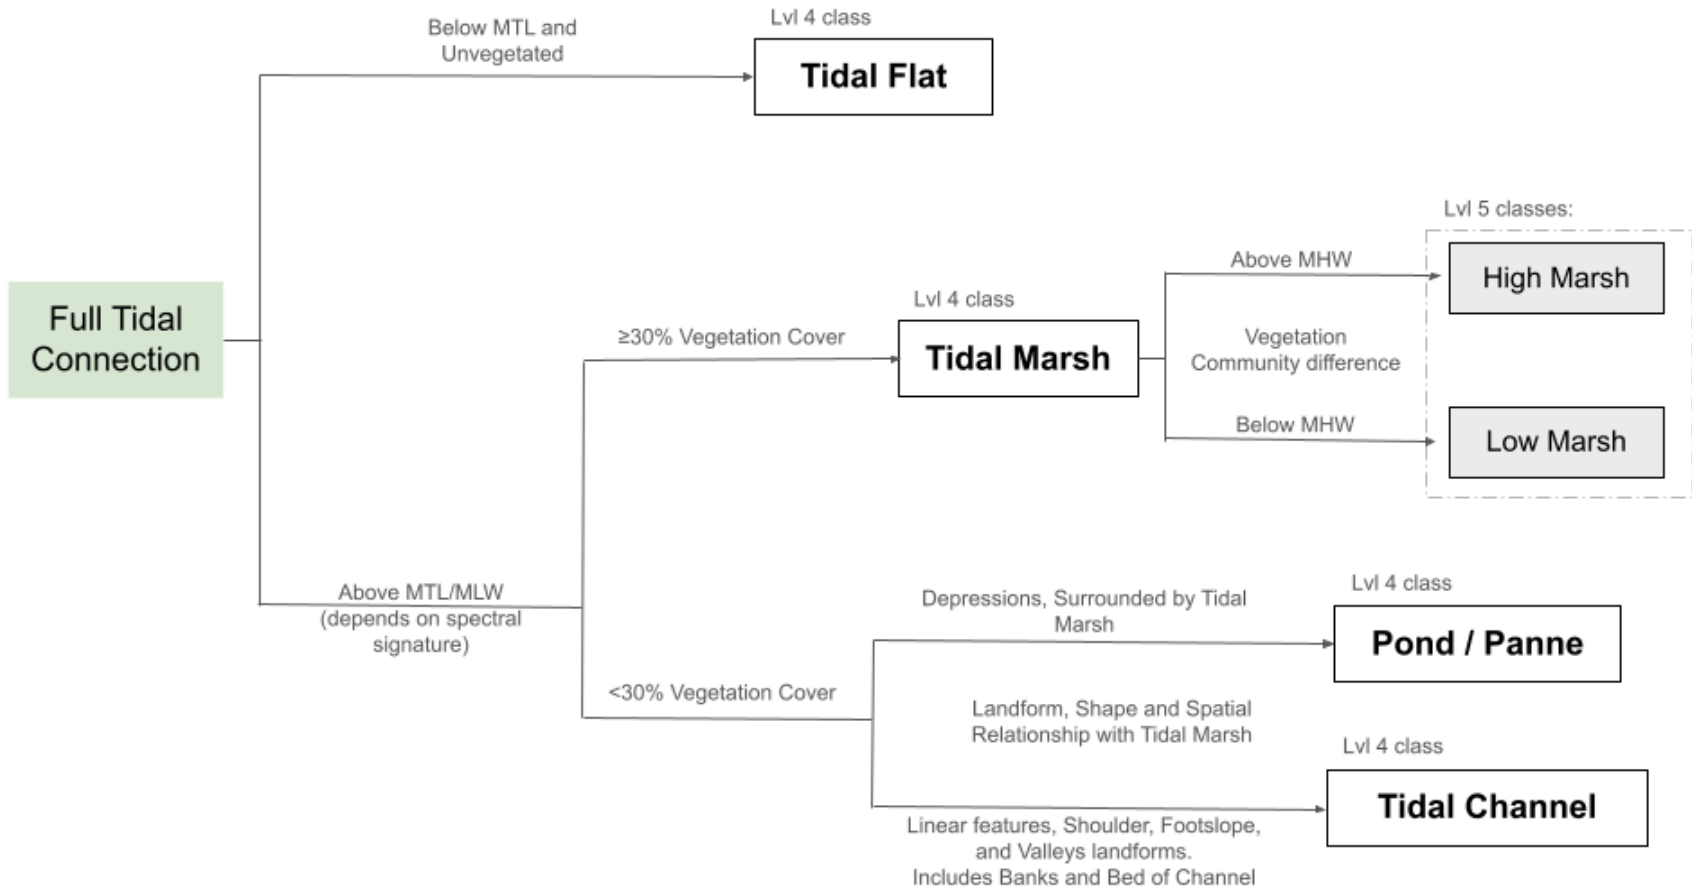 Lvl 4 class
Below MTL and
Unvegetated
Tidal Flat
Lvl 5 classes:
Above MHW
High Marsh
Lvl 4 class
Full Tidal
Connection
≥30% Vegetation Cover
Tidal Marsh
Vegetation
Community difference
Below MHW
Low Marsh
Above MTL/MLW
(depends on spectral
signature)
Lvl 4 class
Depressions, Surrounded by Tidal
Marsh
Pond / Panne
<30% Vegetation Cover
Landform, Shape and Spatial
Relationship with Tidal Marsh
Lvl 4 class
Tidal Channel
Linear features, Shoulder, Footslope,
and Valleys landforms.
Includes Banks and Bed of Channel